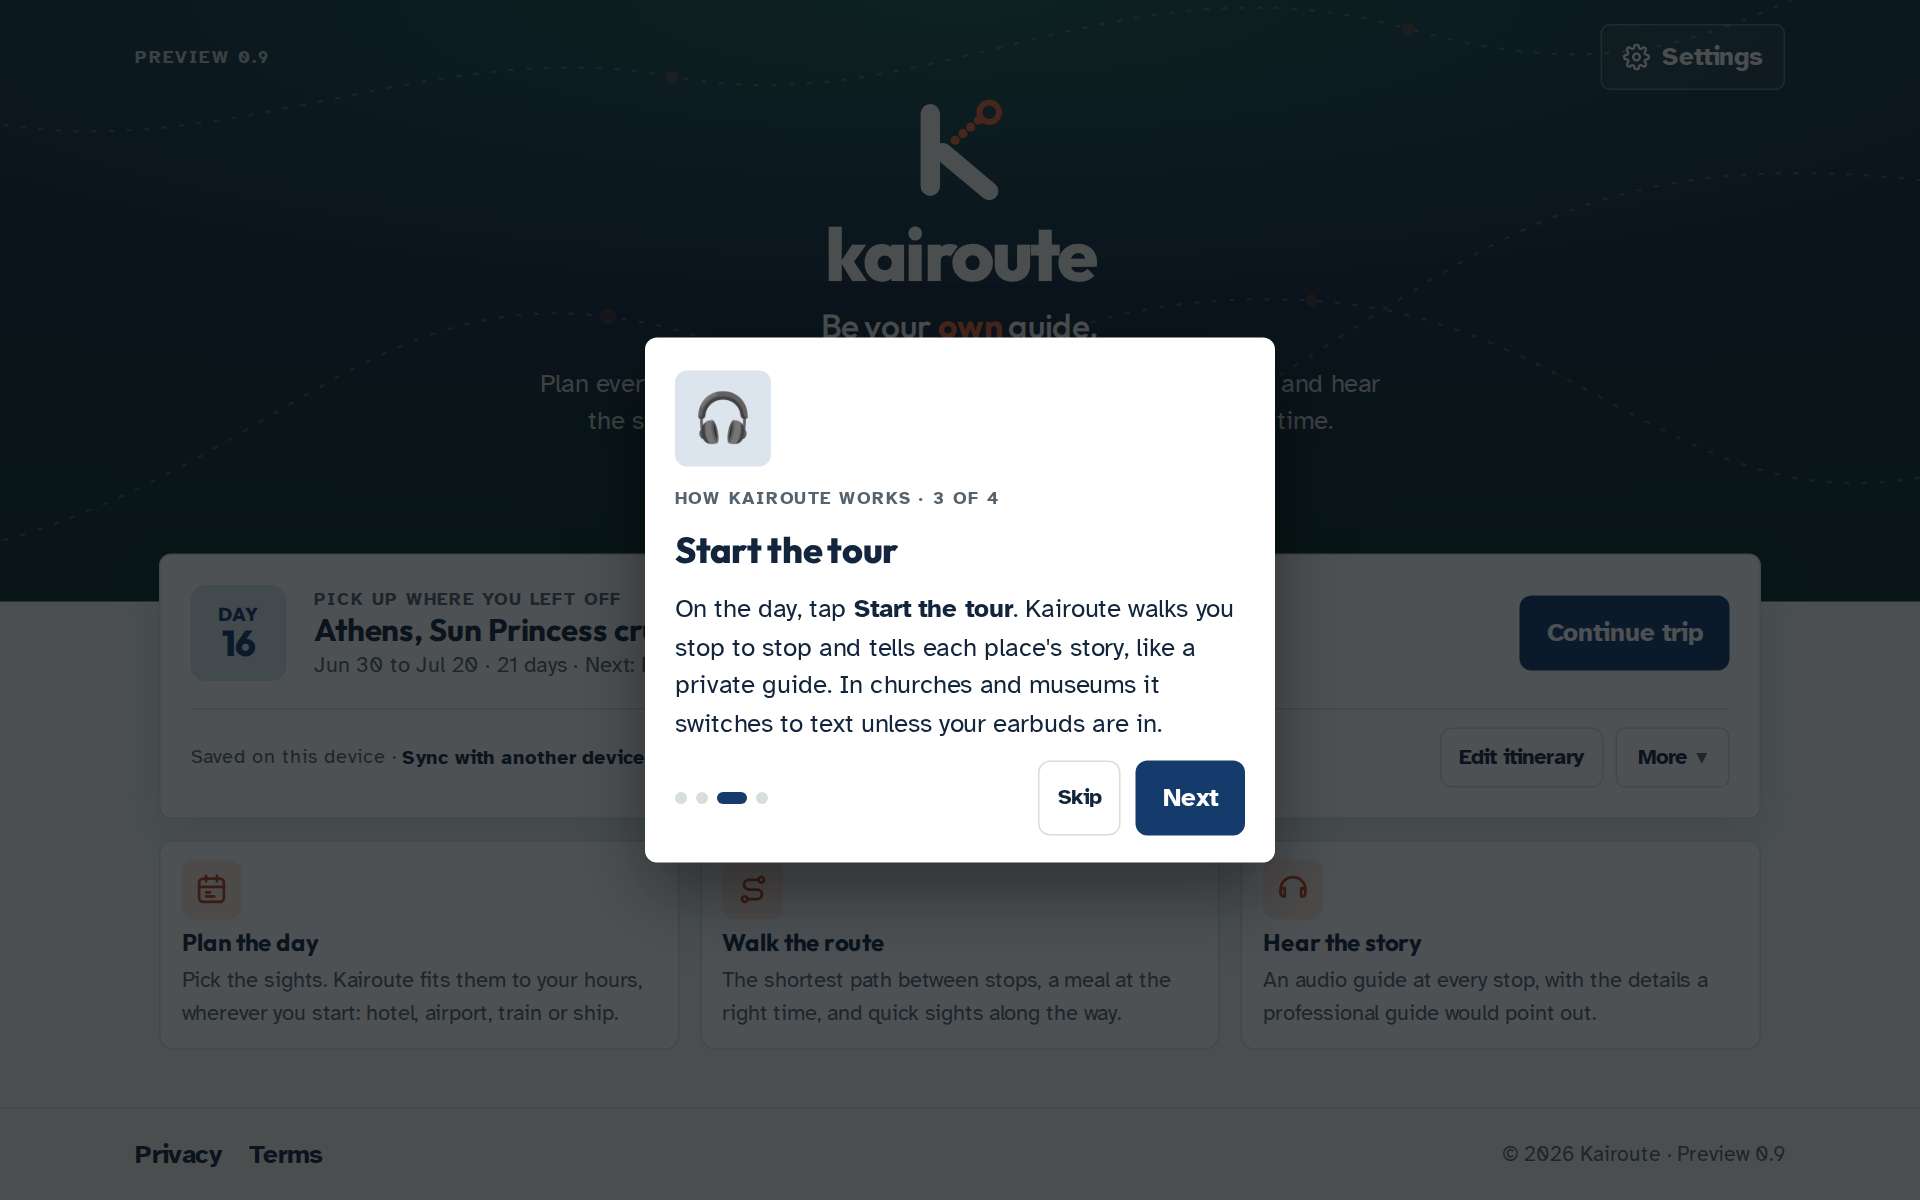 PREVIEW 0.9
Settings
kairoute
Be your own guide.
Plan ever
and hear
the s
time.
HOW KAIROUTE WORKS · 3 OF 4
Start the tour
On the day, tap Start the tour. Kairoute walks you
stop to stop and tells each place's story, like a
private guide. In churches and museums it
switches to text unless your earbuds are in.
Skip
Next
DAY
16
PICK UP WHERE YOU LEFT OFF
Athens, Sun Princess
Jun 30 to Jul 20 · 21 days · Next:
Continue trip
Saved on this device · Sync with another device
Edit itinerary
More ▾
Plan the day
Pick the sights. Kairoute fits them to your hours,
wherever you start: hotel, airport, train or ship.
Walk the route
The shortest path between stops, a meal at the
right time, and quick sights along the way.
Hear the story
An audio guide at every stop, with the details a
professional guide would point out.
Privacy
Terms
© 2026 Kairoute · Preview 0.9